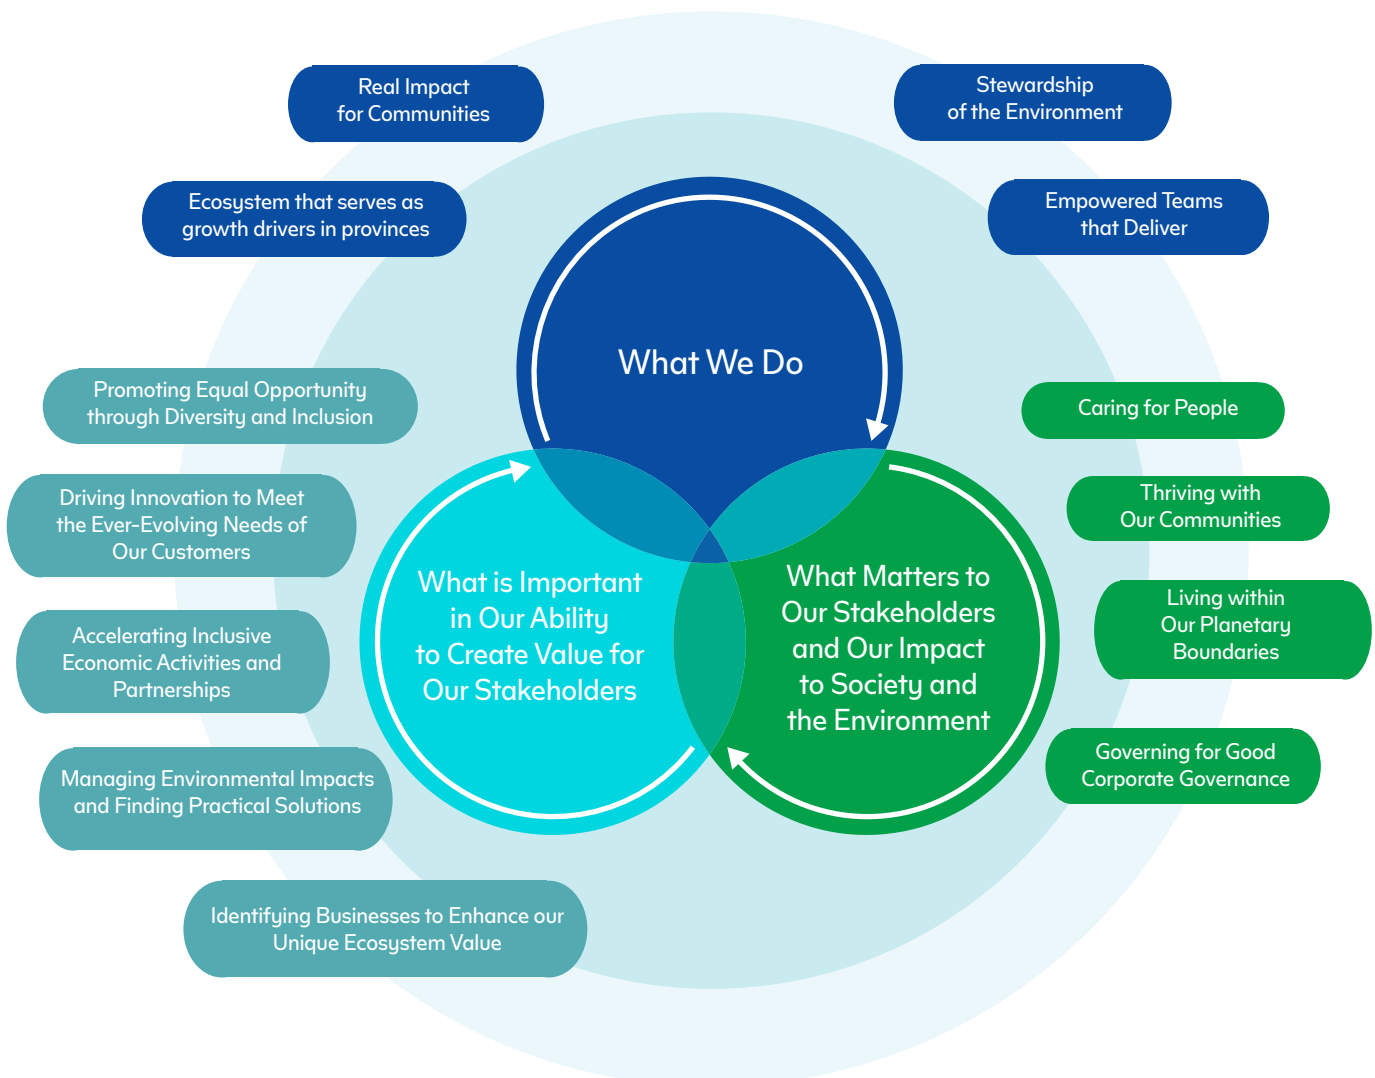 Real Impact
for Communities
Stewardship
of the Environment
Ecosystem that serves as
growth drivers in provinces
Empowered Teams
that Deliver
What We Do
Promoting Equal Opportunity
through Diversity and Inclusion
Driving Innovation to Meet
the Ever-Evolving Needs of
Our Customers
Accelerating Inclusive
Economic Activities and
Partnerships
Managing Environmental Impacts
and Finding Practical Solutions
Identifying Businesses to Enhance our
Unique Ecosystem Value
What is Important
in Our Ability
to Create Value for
Our Stakeholders
What Matters to
Our Stakeholders
and Our Impact
to Society and
the Environment
Caring for People
Thriving with
Our Communities
Living within
Our Planetary
Boundaries
Governing for Good
Corporate Governance